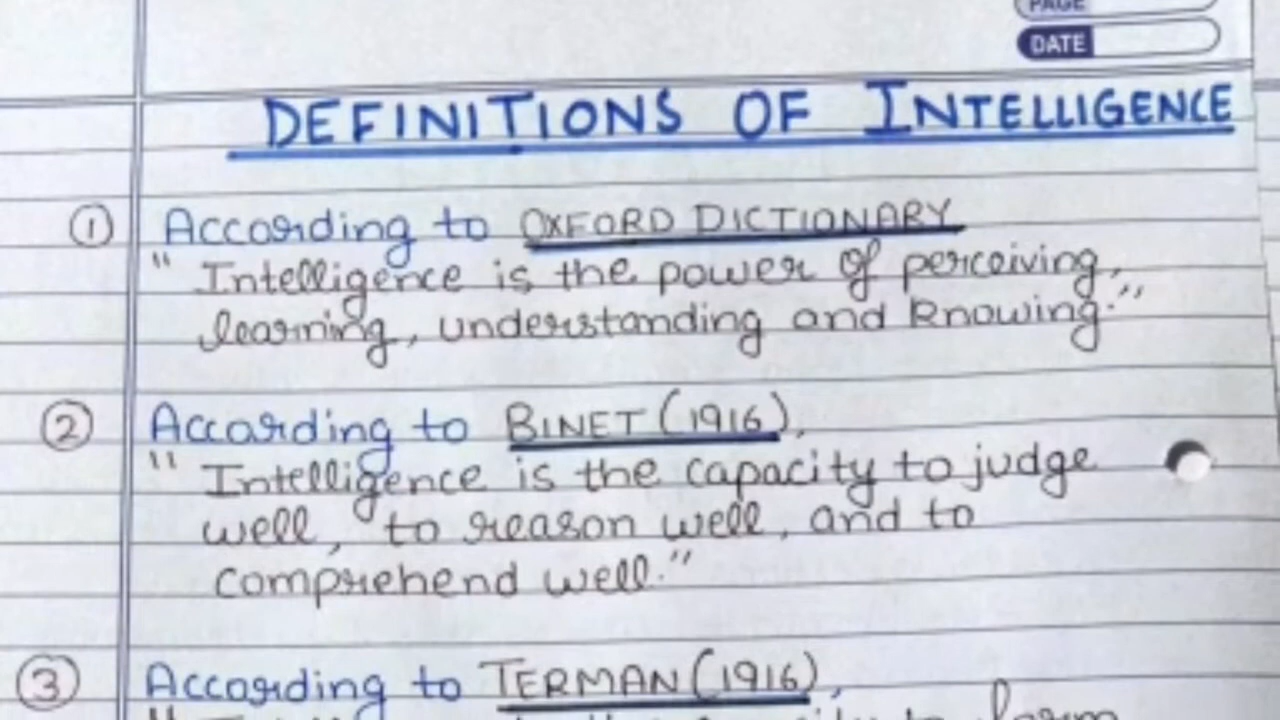 PAGE
DATE
DEFINITIONS OF INTELLIGENCE
① According to OXFORD DICTIONARY
" Intelligence is the power of perceiving,
learning, understanding and knowing."
② According to BINET (1916),
" Intelligence is the capacity to judge
well, to reason well, and to
comprehend well."
③ According to TERMAN (1916),
to form